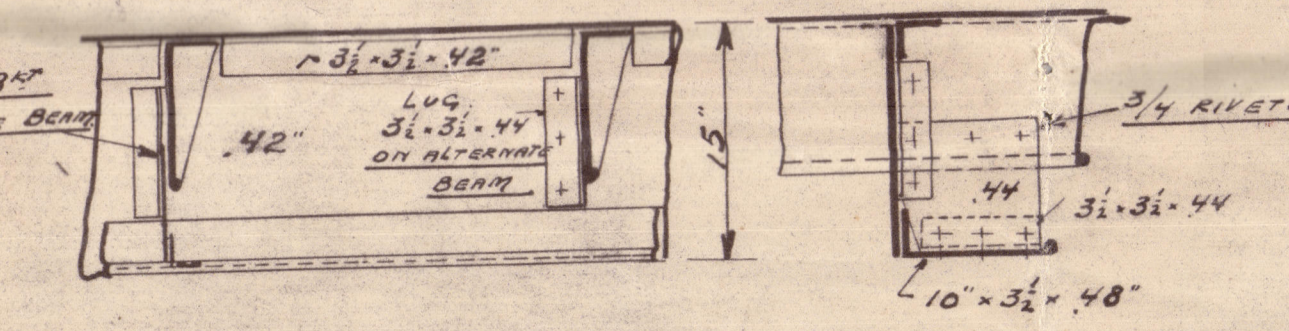 BKT
BEAM
3½ × 3½ × .42"
.42"
LUG
3½ × 3½ × .44
ON ALTERNATE
BEAM
15"
3/4 RIVET
.44
3½ × 3½ × .44
10" × 3½ × .48"